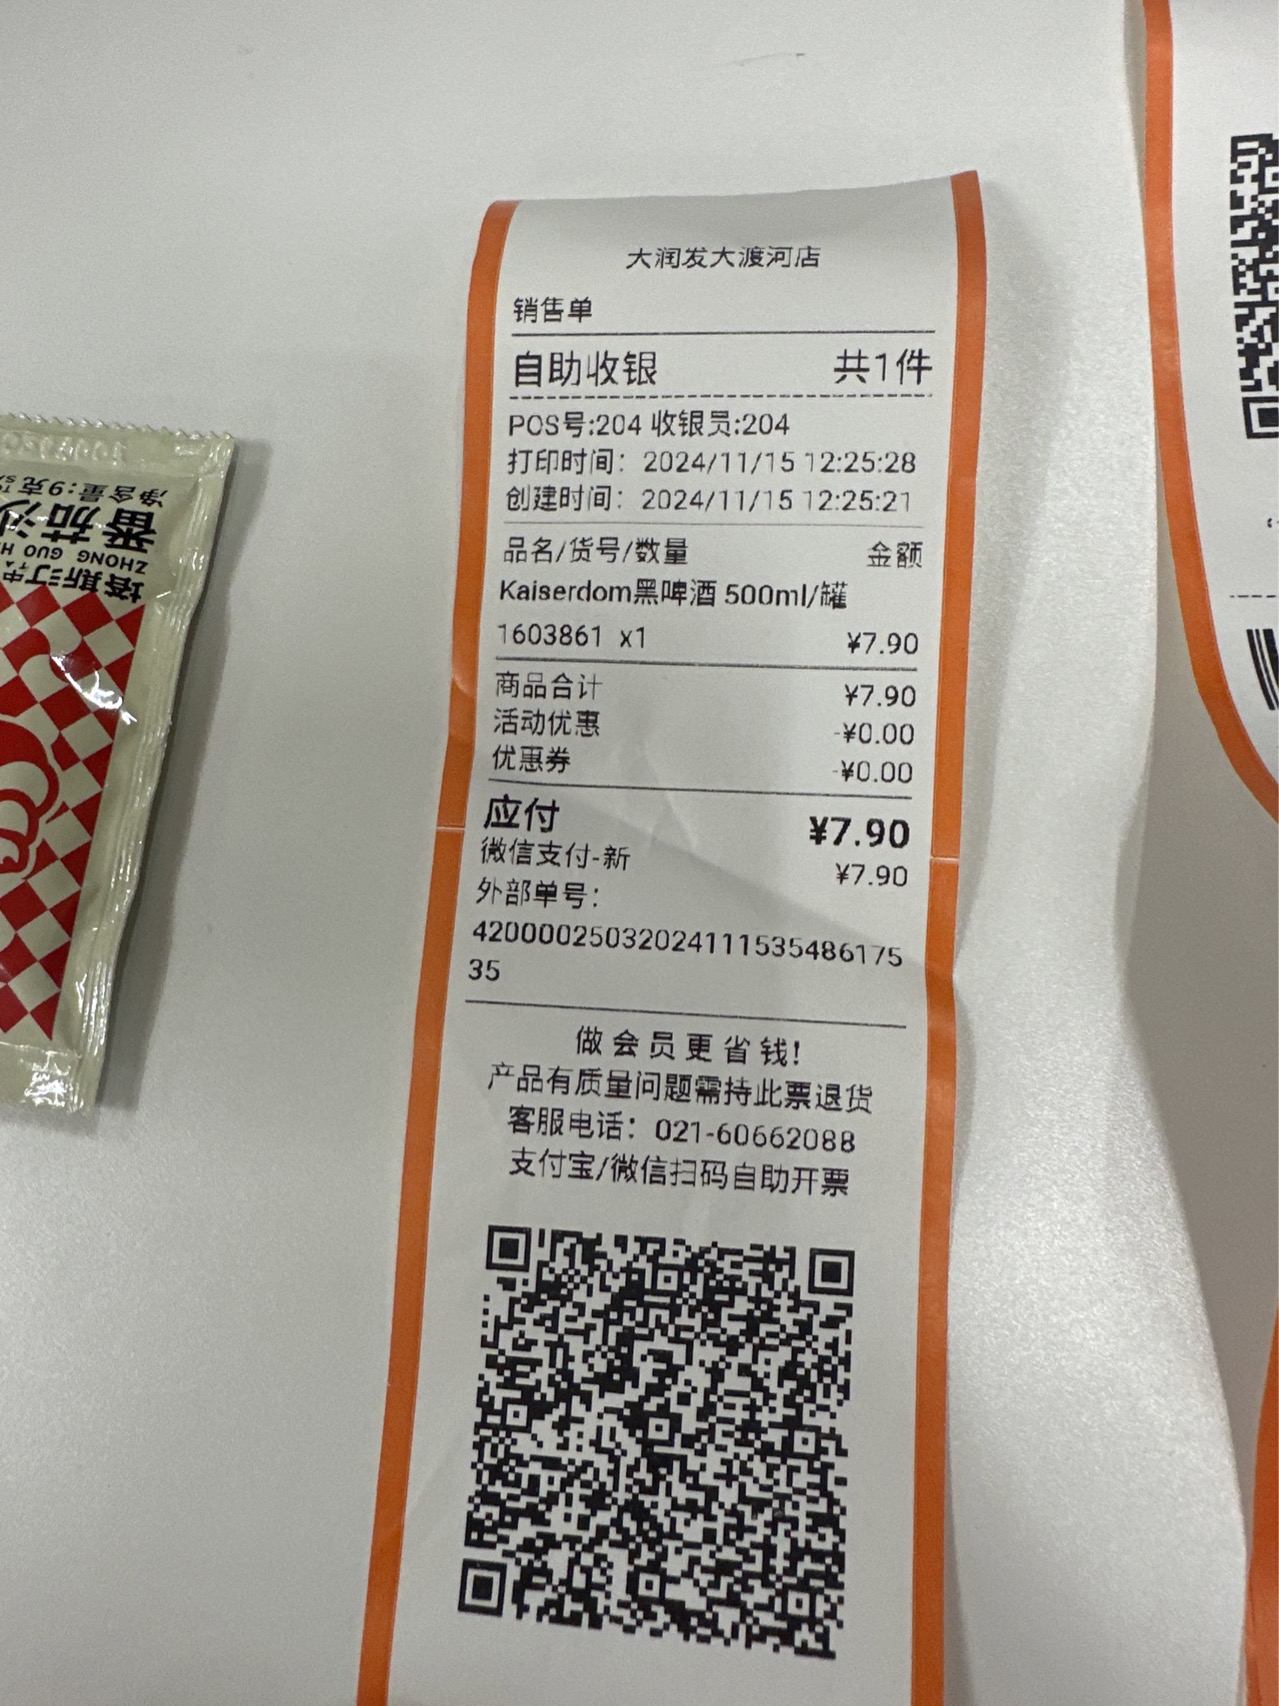 大润发大渡河店
销售单
自助收银 共1件
POS号:204 收银员:204
打印时间：2024/11/15 12:25:28
创建时间：2024/11/15 12:25:21
品名/货号/数量 金额
Kaiserdom黑啤酒 500ml/罐
1603861 x1 ¥7.90
商品合计 ¥7.90
活动优惠 -¥0.00
优惠券 -¥0.00
应付 ¥7.90
微信支付-新 ¥7.90
外部单号：
42000025032024111535486175
35
做会员更省钱!
产品有质量问题需持此票退货
客服电话：021-60662088
支付宝/微信扫码自助开票
塔斯汀
ZHONG GUO H
番茄沙
净含量:9克